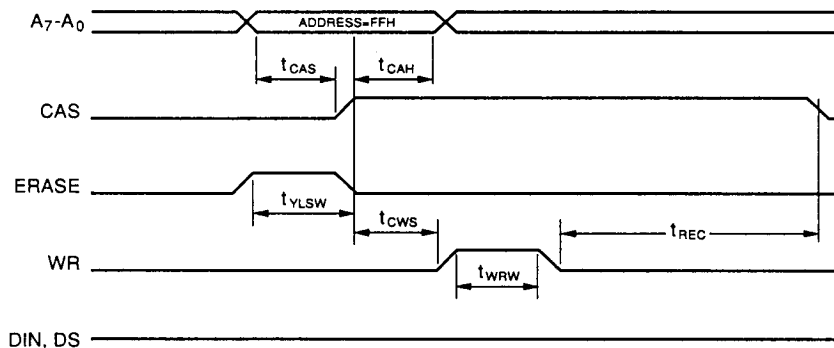 A7-A0
ADDRESS=FFH
tCAS
tCAH
CAS
ERASE
tYLSW
tCWS
tREC
WR
tWRW
DIN, DS